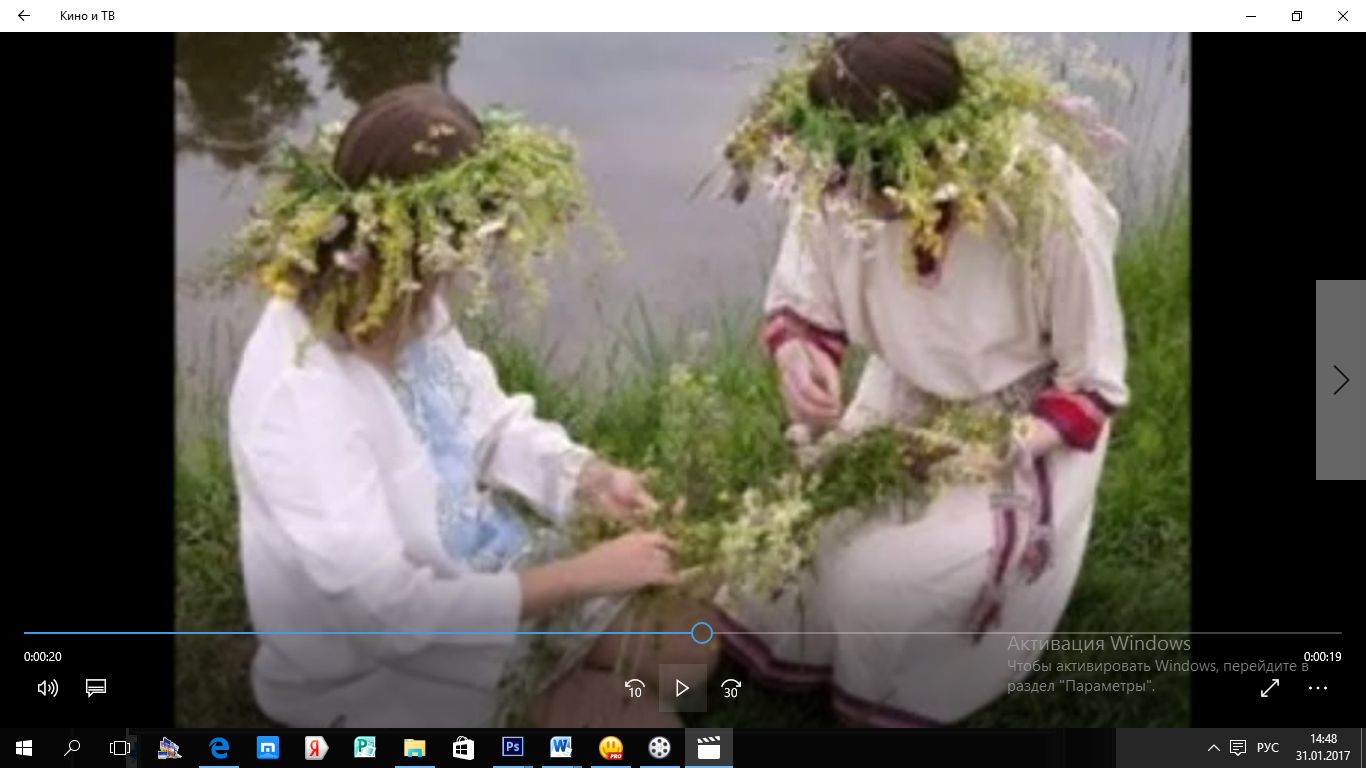 Кино и ТВ
0:00:20
0:00:19
10
30
Активация Windows
Чтобы активировать Windows, перейдите в
раздел "Параметры".
Я
P
Ps
W
PRO
РУС
14:48
31.01.2017